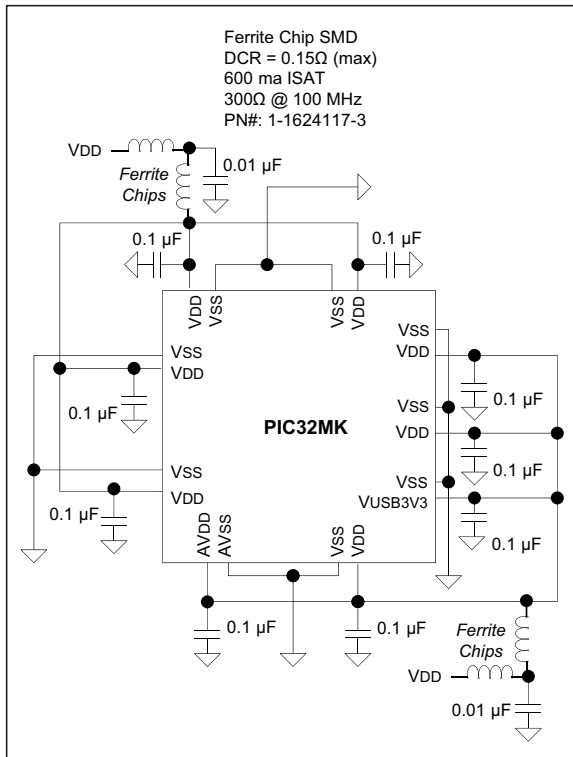 Ferrite Chip SMD
DCR = 0.15Ω (max)
600 ma ISAT
300Ω @ 100 MHz
PN#: 1-1624117-3
VDD
0.01 µF
Ferrite
Chips
0.1 µF
0.1 µF
VDD
VSS
VSS
VDD
VSS
VSS
VDD
VDD
0.1 µF
0.1 µF
VSS
PIC32MK
VDD
0.1 µF
VSS
VSS
VDD
VUSB3V3
0.1 µF
0.1 µF
AVDD
AVSS
VSS
VDD
0.1 µF
0.1 µF
Ferrite
Chips
VDD
0.01 µF